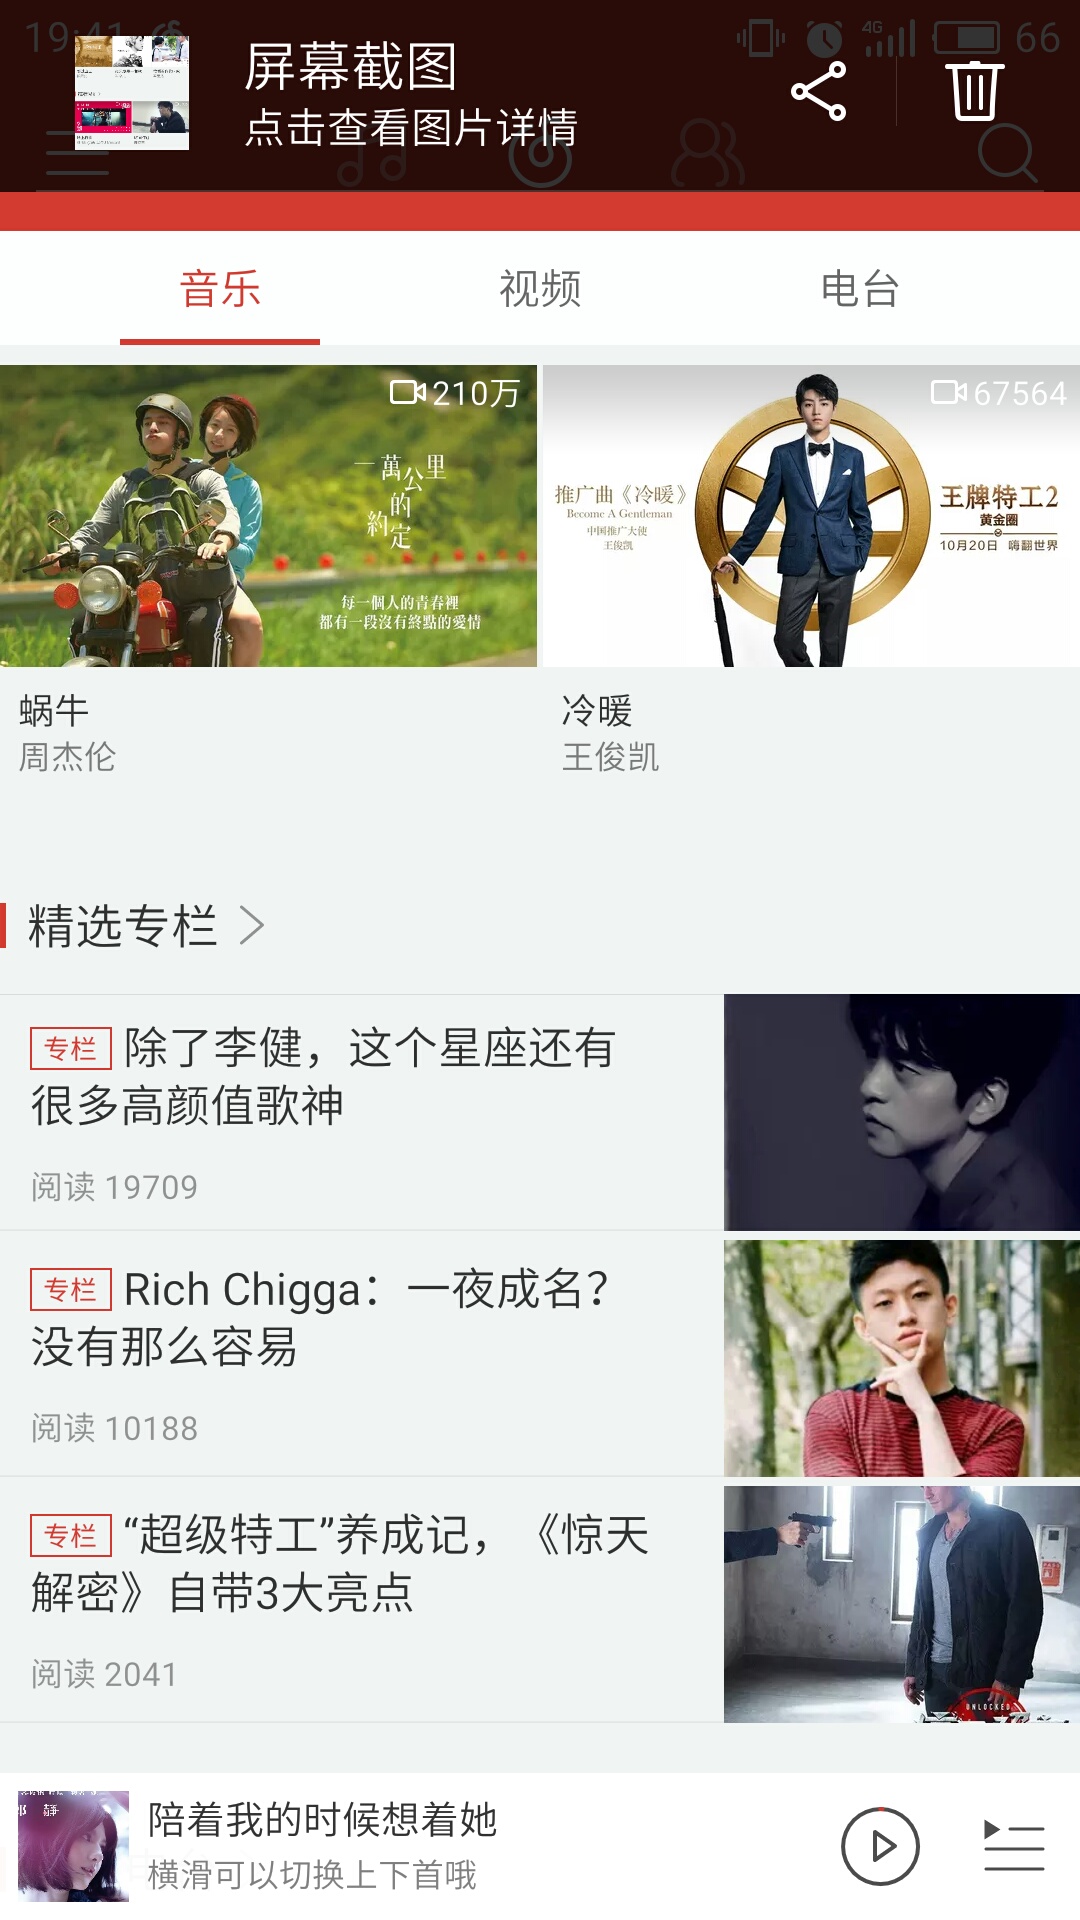 19:41
4G
66
屏幕截图
点击查看图片详情
音乐
视频
电台
210万
一萬公里
的
約定
每一個人的青春裡
都有一段沒有終點的愛情
67564
推广曲《冷暖》
Become A Gentleman
中国推广大使
王俊凯
王牌特工2
黄金圈
10月20日 嗨翻世界
蜗牛
周杰伦
冷暖
王俊凯
精选专栏
专栏 除了李健，这个星座还有
很多高颜值歌神
阅读 19709
专栏 Rich Chigga：一夜成名？
没有那么容易
阅读 10188
专栏 “超级特工”养成记，《惊天
解密》自带3大亮点
阅读 2041
UNLOCKED
陪着我的时候想着她
横滑可以切换上下首哦